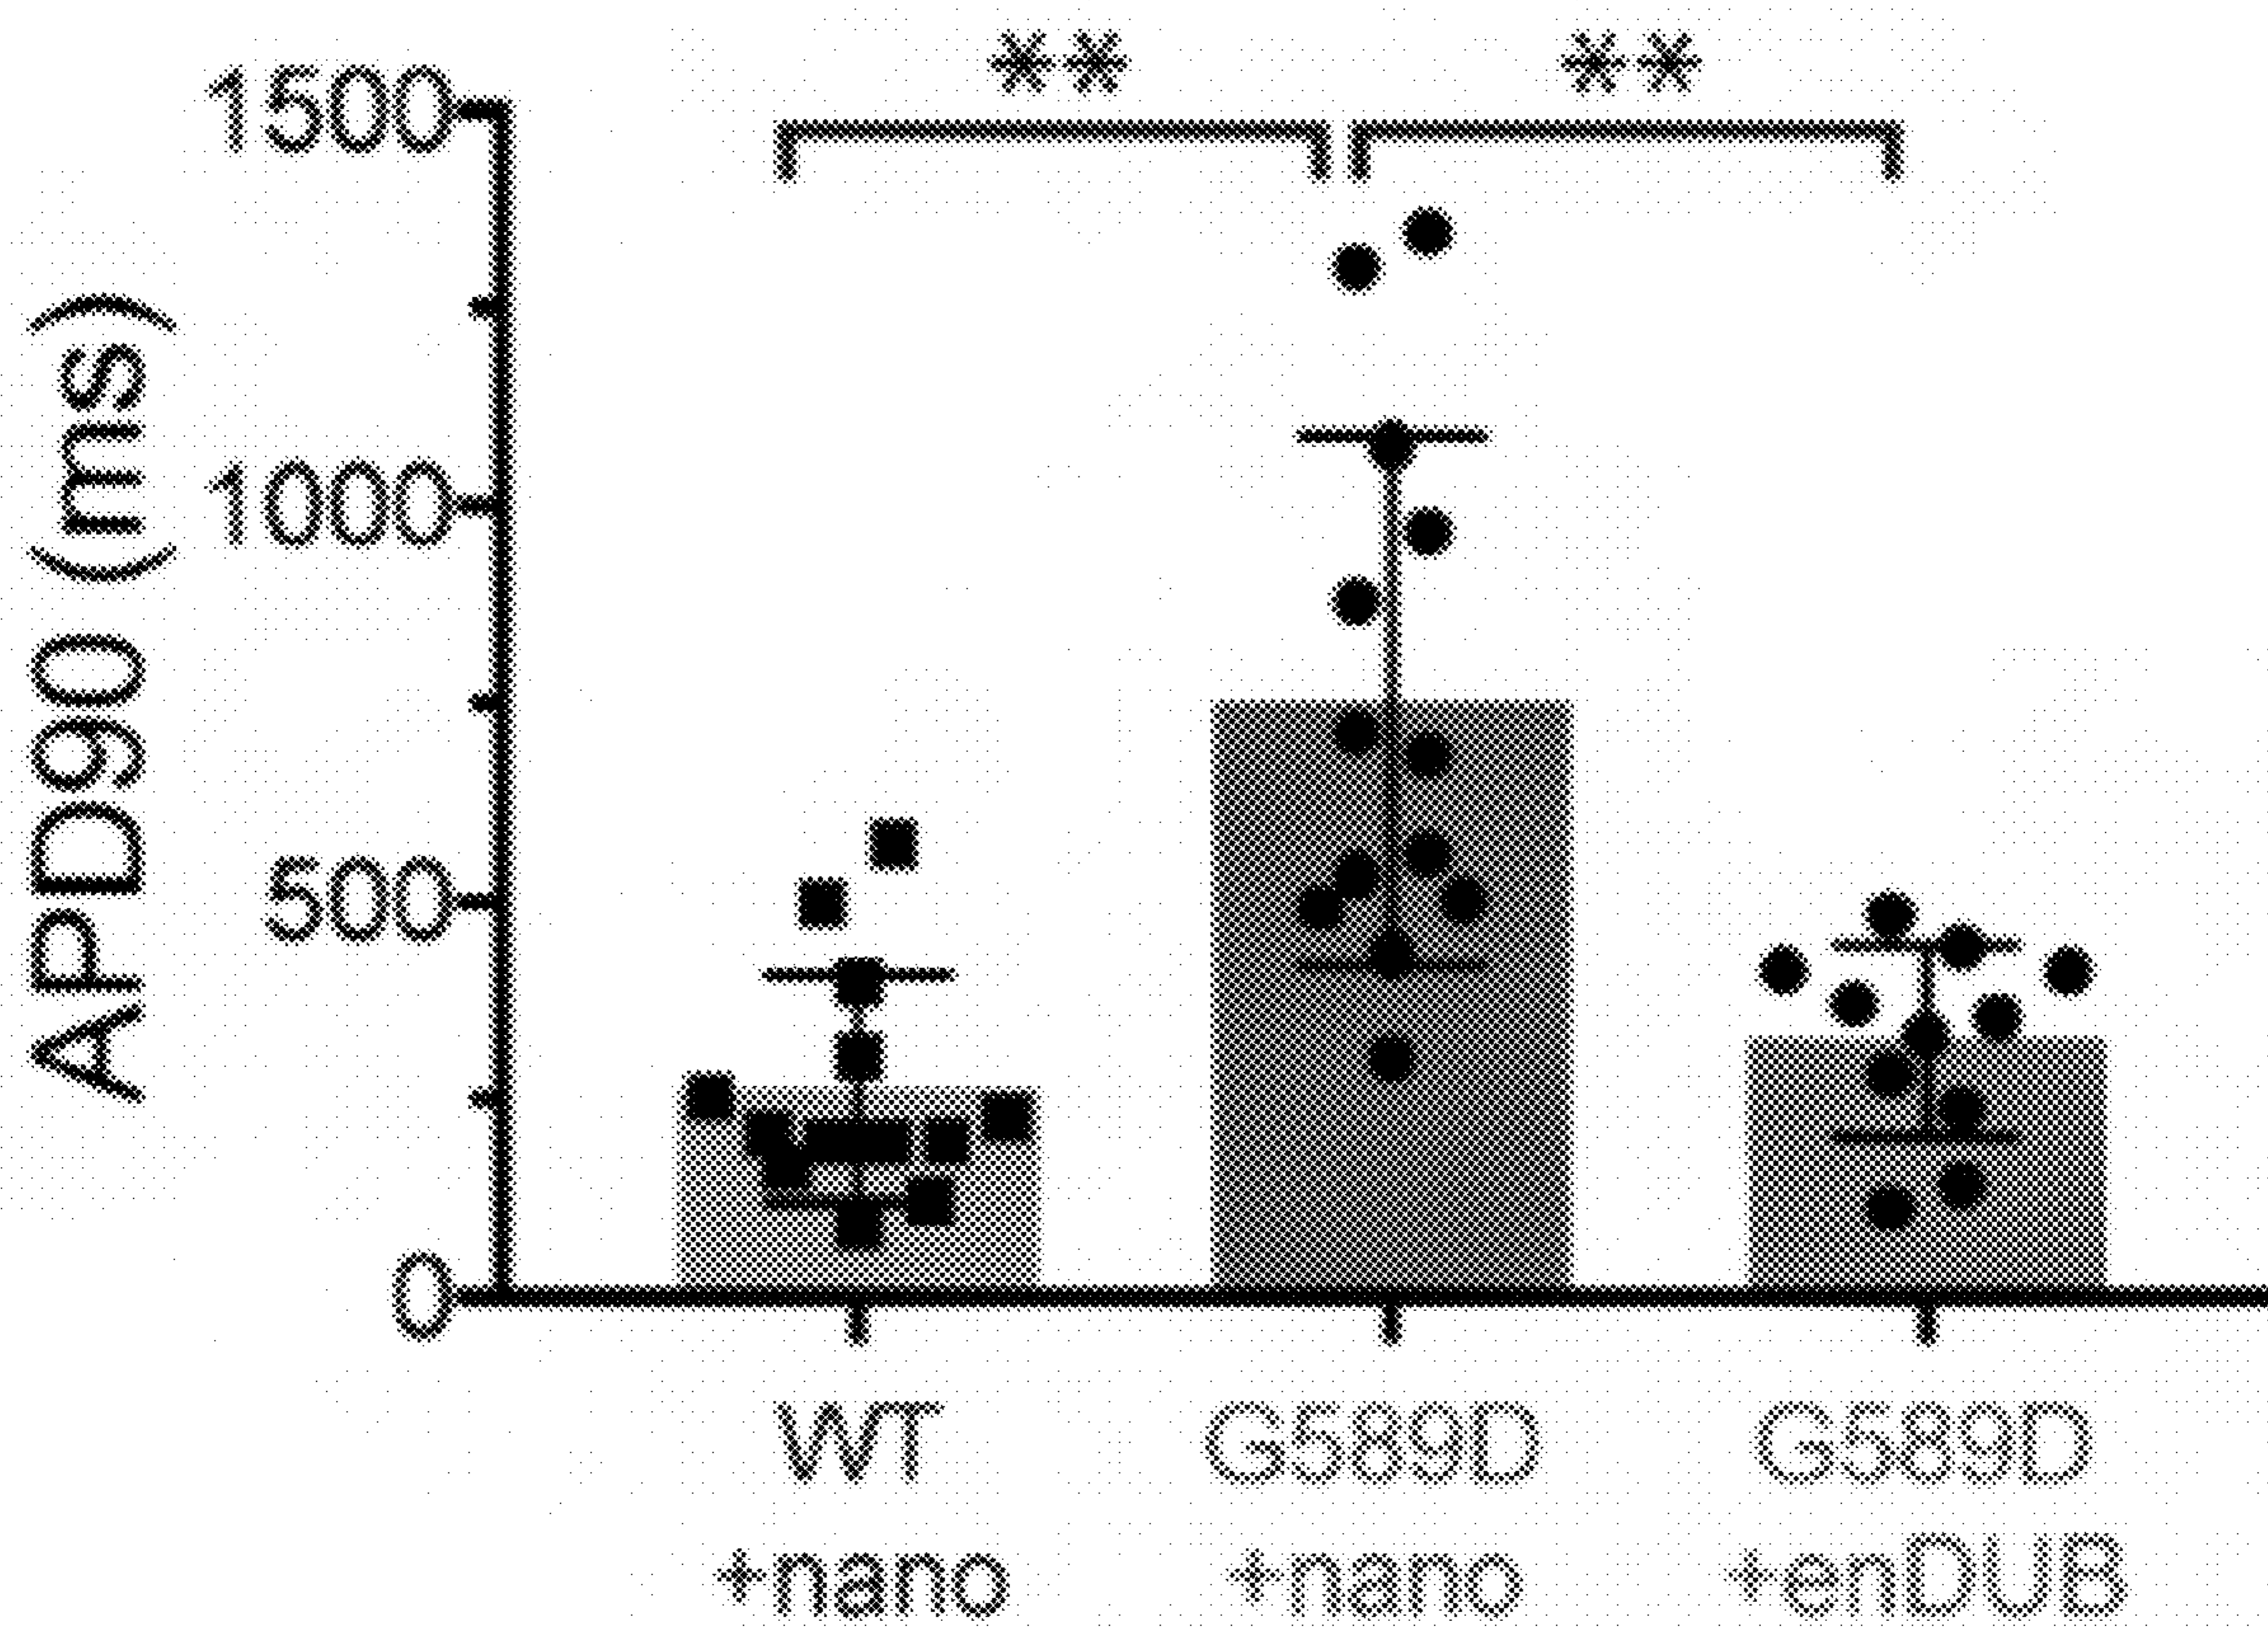 ** **
1500
1000
500
0
APD90 (ms)
WT G589D G589D
+nano +nano +enDUB